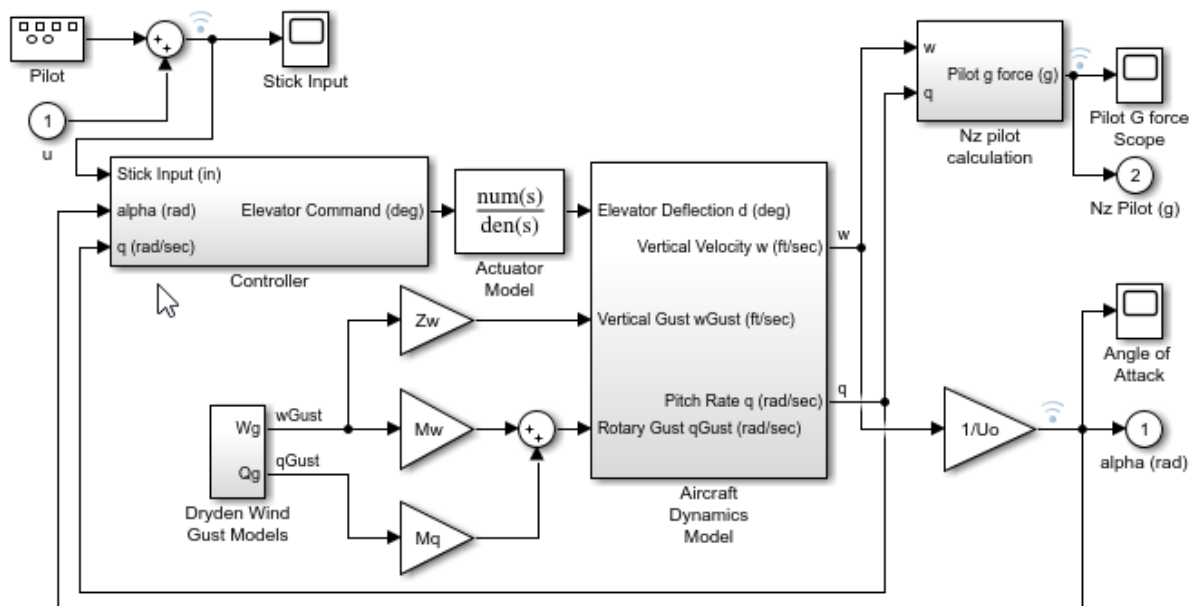 Pilot
+
+
Stick Input
1
u
w
q
Pilot g force (g)
Nz pilot
calculation
Pilot G force
Scope
2
Nz Pilot (g)
Stick Input (in)
alpha (rad)
q (rad/sec)
Elevator Command (deg)
Controller
num(s)
den(s)
Actuator
Model
Elevator Deflection d (deg)
Vertical Velocity w (ft/sec)
Vertical Gust wGust (ft/sec)
Pitch Rate q (rad/sec)
Rotary Gust qGust (rad/sec)
Aircraft
Dynamics
Model
w
q
Zw
Mw
Mq
+
+
Wg
Qg
wGust
qGust
Dryden Wind
Gust Models
1/Uo
Angle of
Attack
1
alpha (rad)